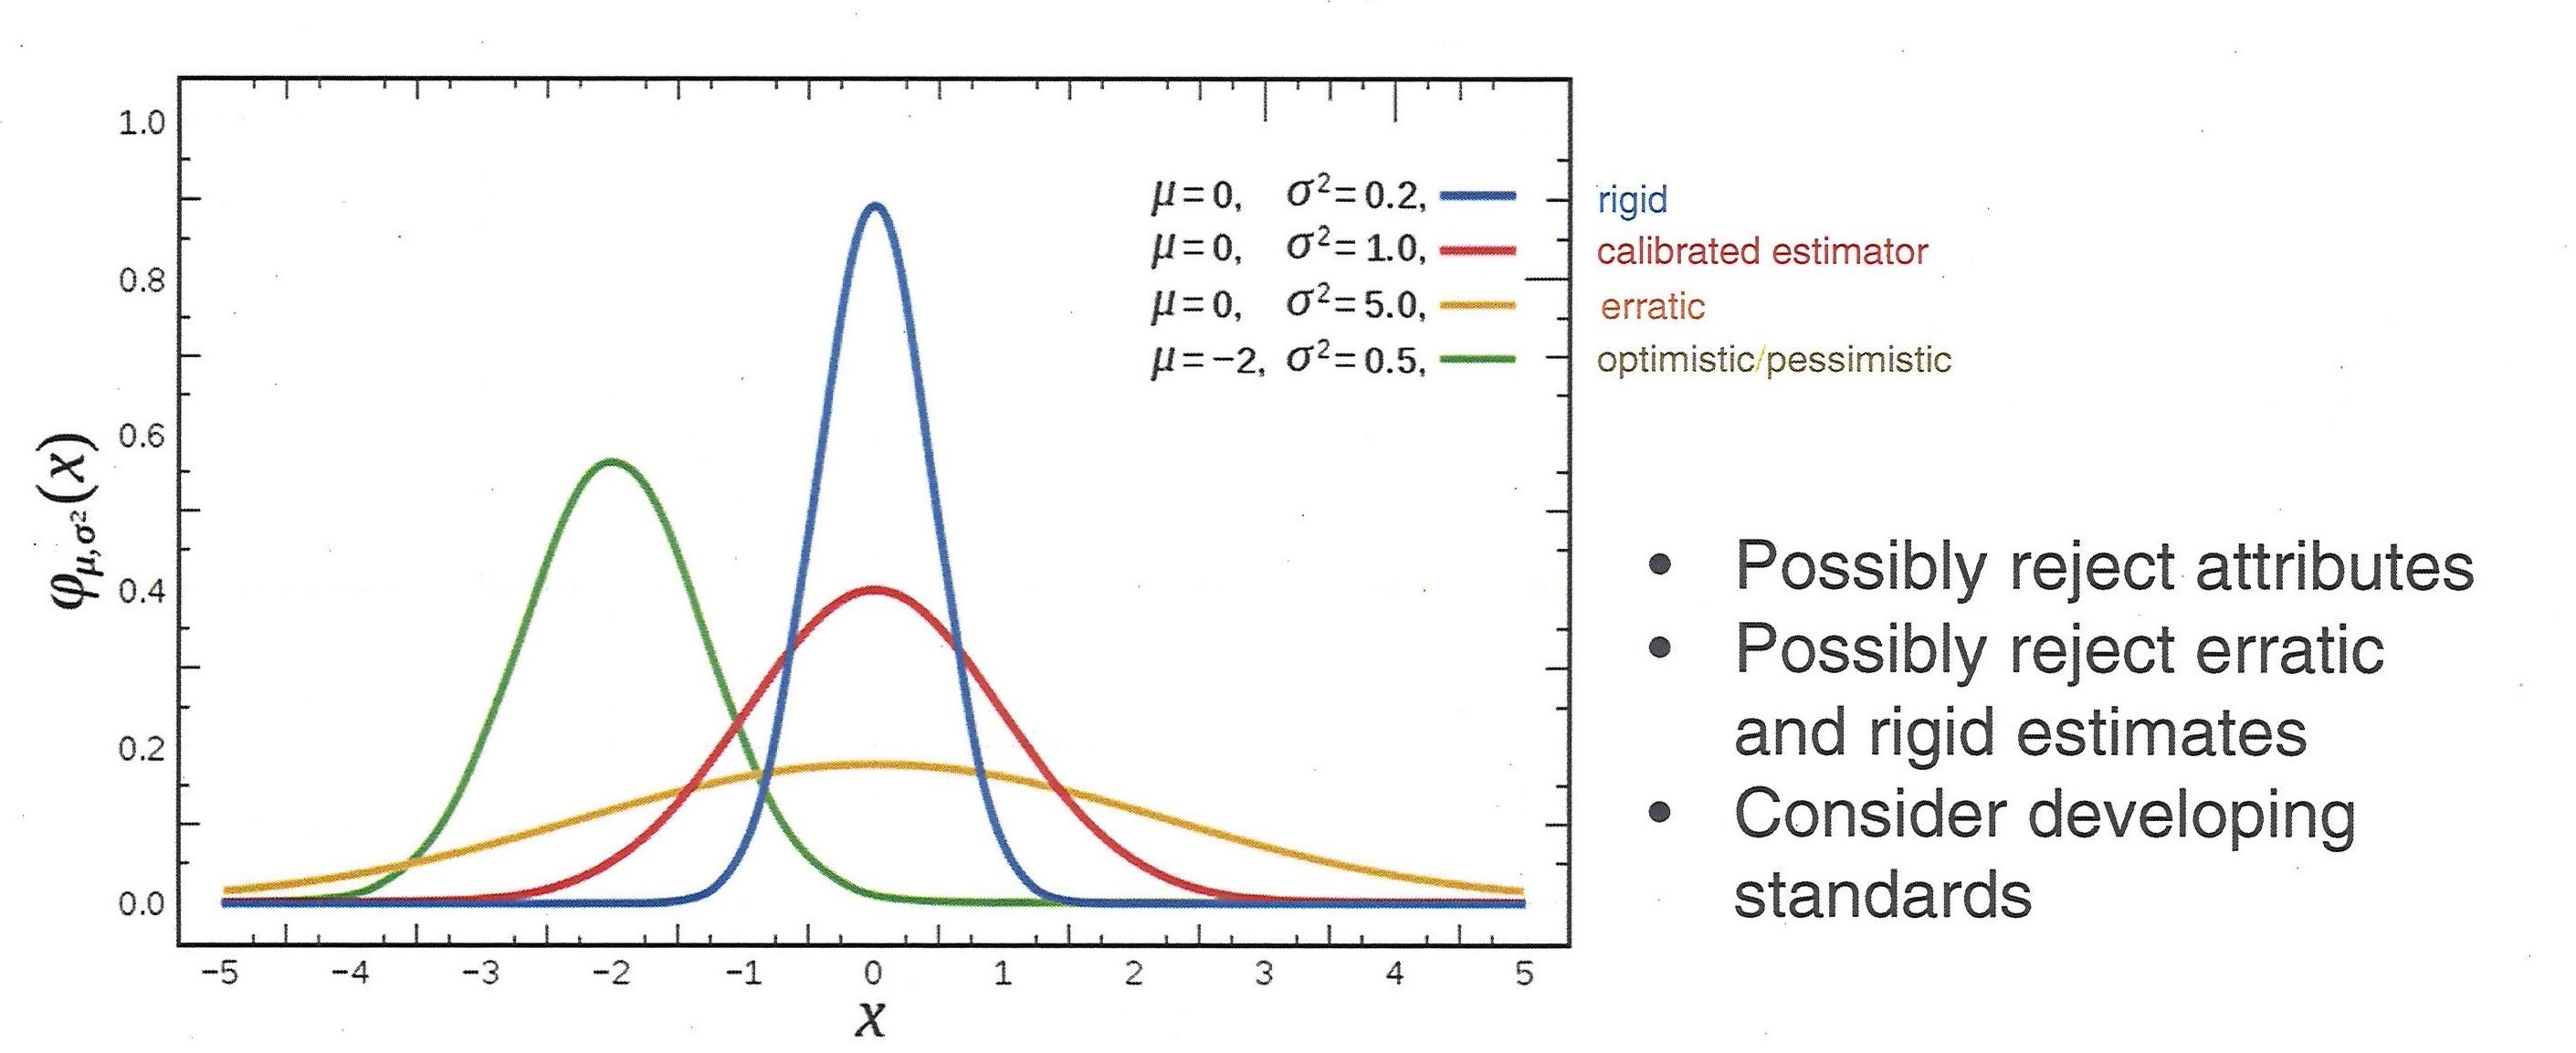 1.0
0.8
0.6
0.4
0.2
0.0
φμ,σ²(χ)
μ=0, σ²=0.2, rigid
μ=0, σ²=1.0, calibrated estimator
μ=0, σ²=5.0, erratic
μ=−2, σ²=0.5, optimistic/pessimistic
−5 −4 −3 −2 −1 0 1 2 3 4 5
χ
• Possibly reject attributes
• Possibly reject erratic
and rigid estimates
• Consider developing
standards